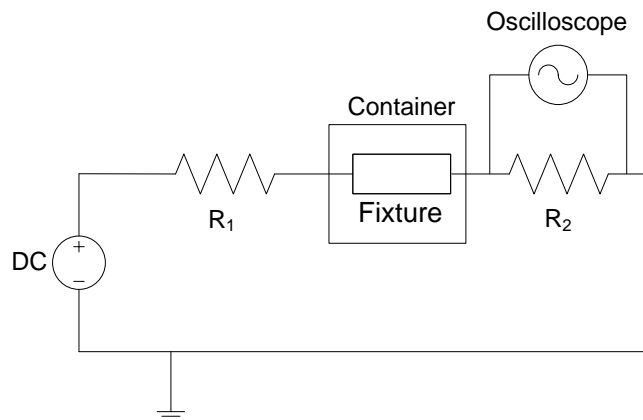 Oscilloscope
Container
Fixture
R₁
R₂
DC
+
−